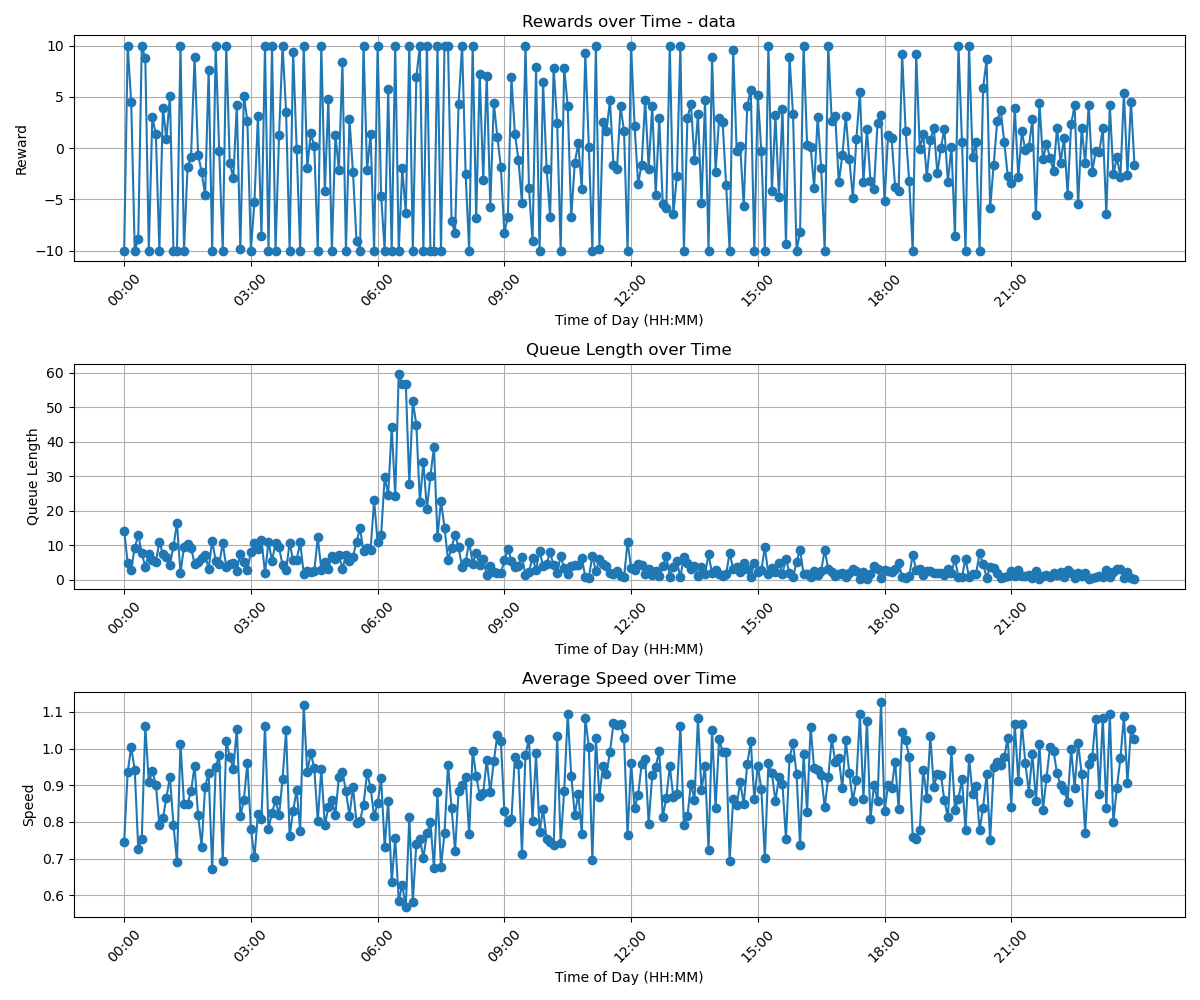 Rewards over Time - data
10
5
0
−5
−10
Reward
00:00 03:00 06:00 09:00 12:00 15:00 18:00 21:00
Time of Day (HH:MM)
Queue Length over Time
60
50
40
30
20
10
0
Queue Length
00:00 03:00 06:00 09:00 12:00 15:00 18:00 21:00
Time of Day (HH:MM)
Average Speed over Time
1.1
1.0
0.9
0.8
0.7
0.6
Speed
00:00 03:00 06:00 09:00 12:00 15:00 18:00 21:00
Time of Day (HH:MM)